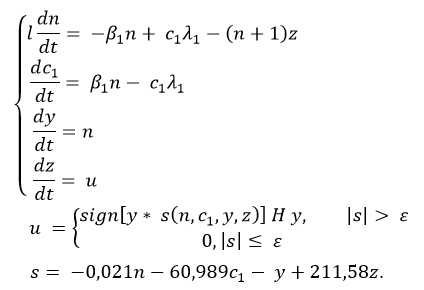 l dn/dt = −β₁n + c₁λ₁ − (n + 1)z
dc₁/dt = β₁n − c₁λ₁
dy/dt = n
dz/dt = u
u = {sign[y * s(n, c₁, y, z)] H y, |s| > ε
0, |s| ≤ ε
s = −0,021n − 60,989c₁ − y + 211,58z.